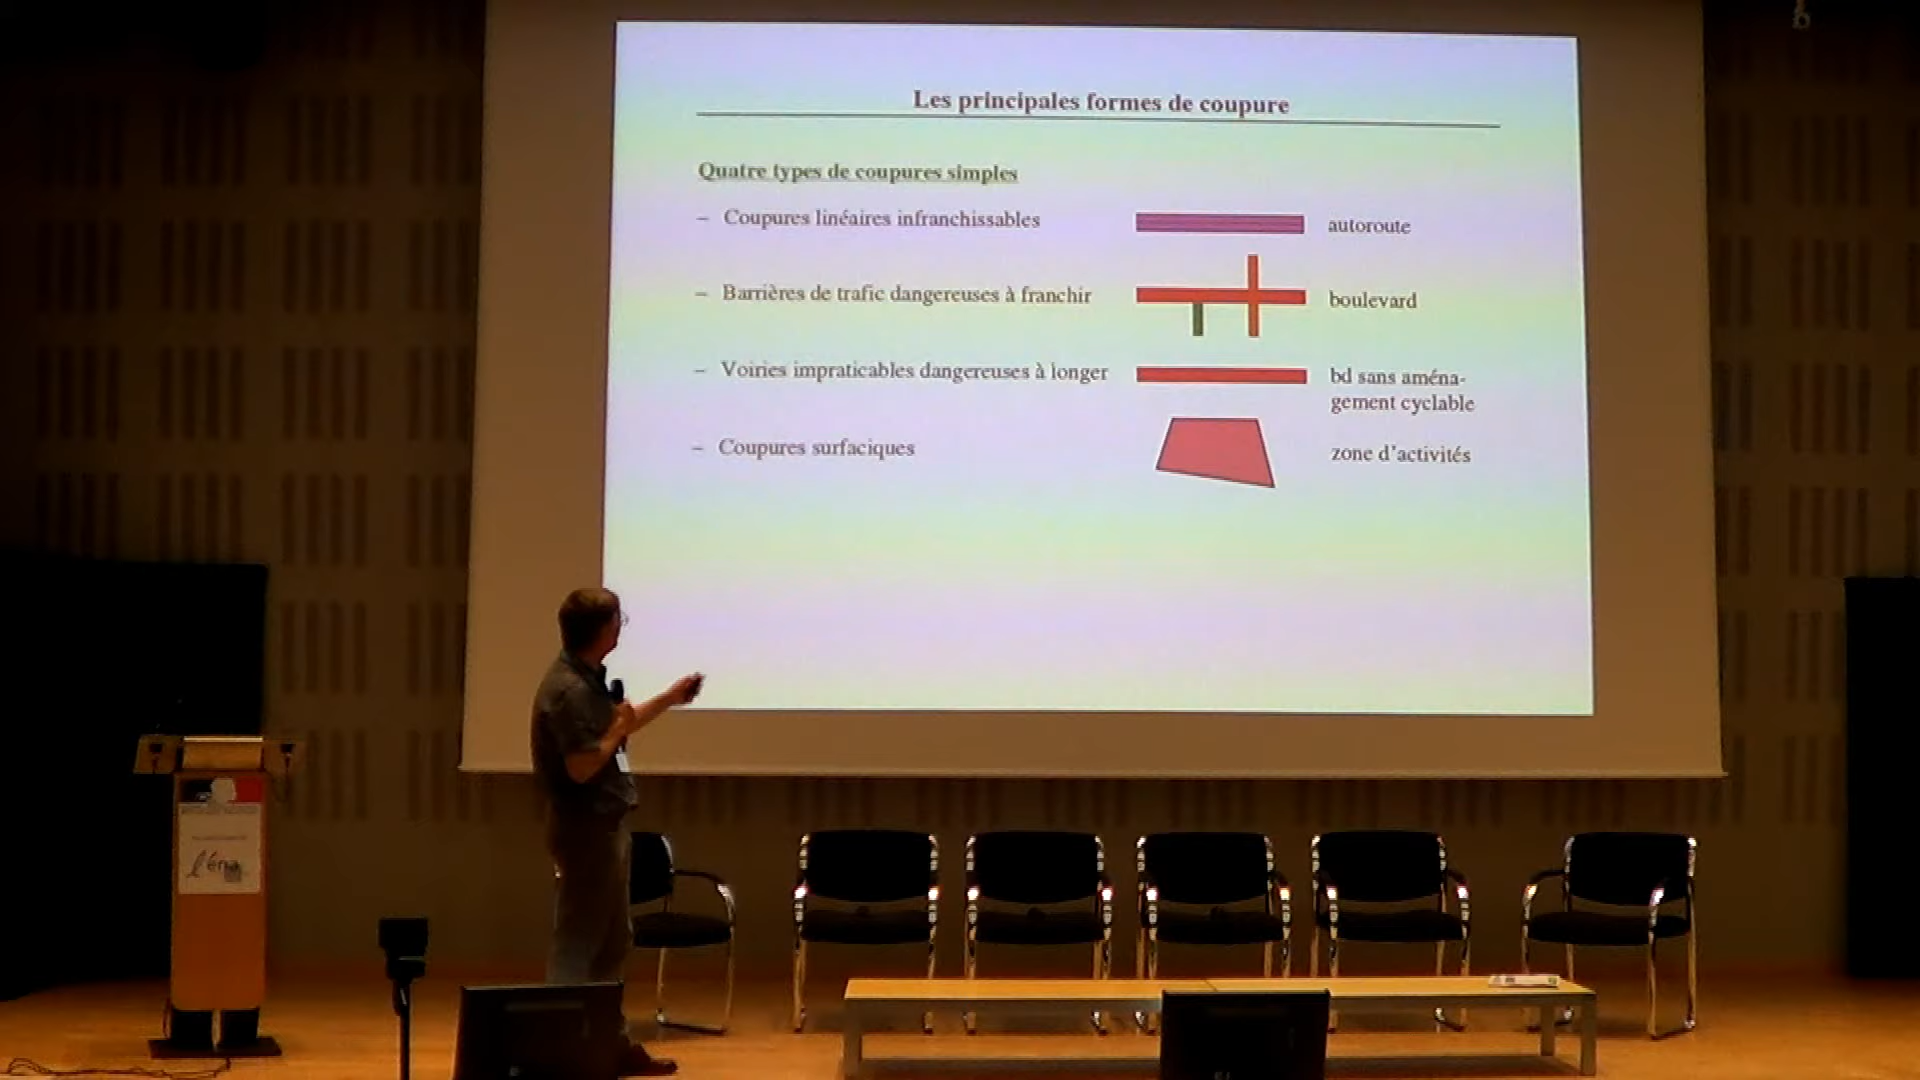 Les principales formes de coupure
Quatre types de coupures simples
– Coupures linéaires infranchissables
autoroute
– Barrières de trafic dangereuses à franchir
boulevard
– Voiries impraticables dangereuses à longer
bd sans aména-
gement cyclable
– Coupures surfaciques
zone d'activités
l'éna